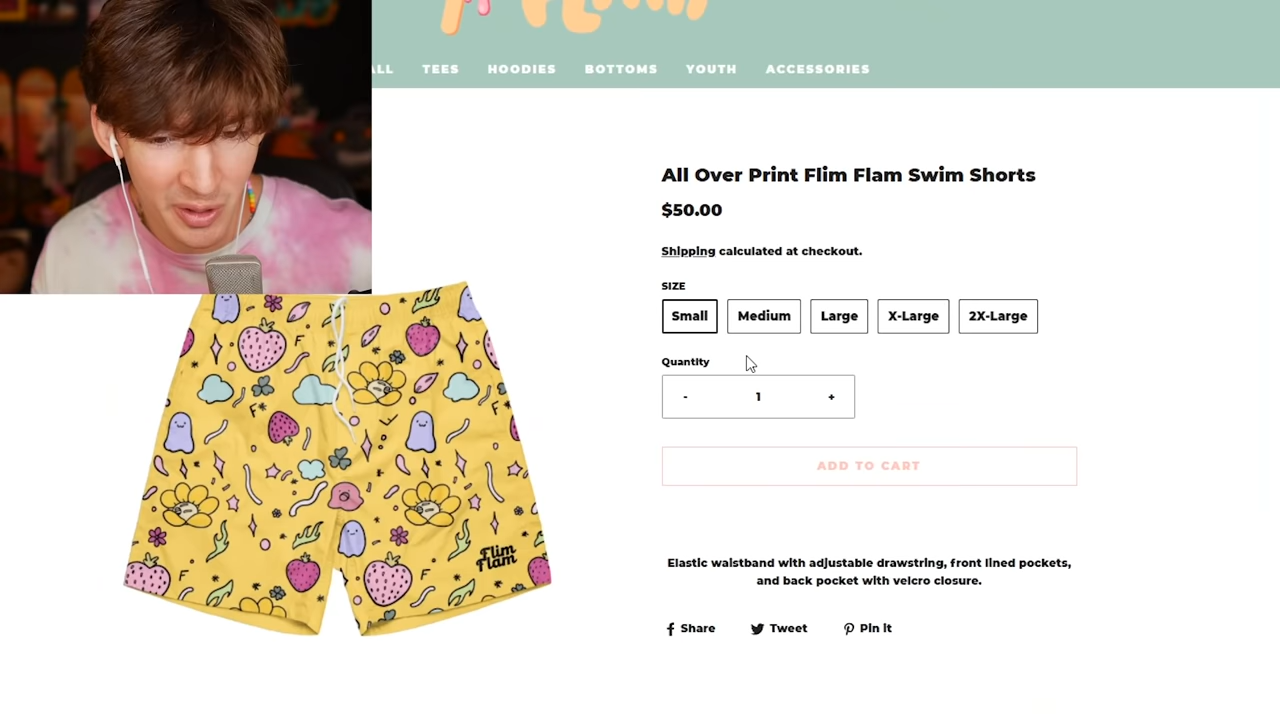 Flim
ALL TEES HOODIES BOTTOMS YOUTH ACCESSORIES
All Over Print Flim Flam Swim Shorts
$50.00
Shipping calculated at checkout.
SIZE
Small Medium Large X-Large 2X-Large
Quantity
- 1 +
ADD TO CART
Elastic waistband with adjustable drawstring, front lined pockets,
and back pocket with velcro closure.
Share Tweet Pin it
F
F
F
F
F
Flim
Flam